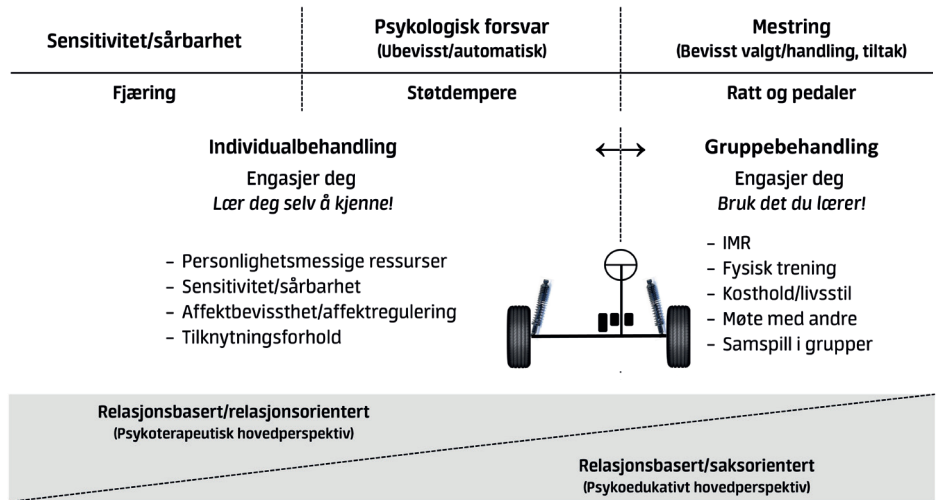 Sensitivitet/sårbarhet
Psykologisk forsvar
(Ubevisst/automatisk)
Mestring
(Bevisst valgt/handling, tiltak)
Fjæring
Støtdempere
Ratt og pedaler
Individualbehandling
Engasjer deg
Lær deg selv å kjenne!
– Personlighetsmessige ressurser
– Sensitivitet/sårbarhet
– Affektbevissthet/affektregulering
– Tilknytningsforhold
Gruppebehandling
Engasjer deg
Bruk det du lærer!
– IMR
– Fysisk trening
– Kosthold/livsstil
– Møte med andre
– Samspill i grupper
Relasjonsbasert/relasjonsorientert
(Psykoterapeutisk hovedperspektiv)
Relasjonsbasert/saksorientert
(Psykoedukativt hovedperspektiv)